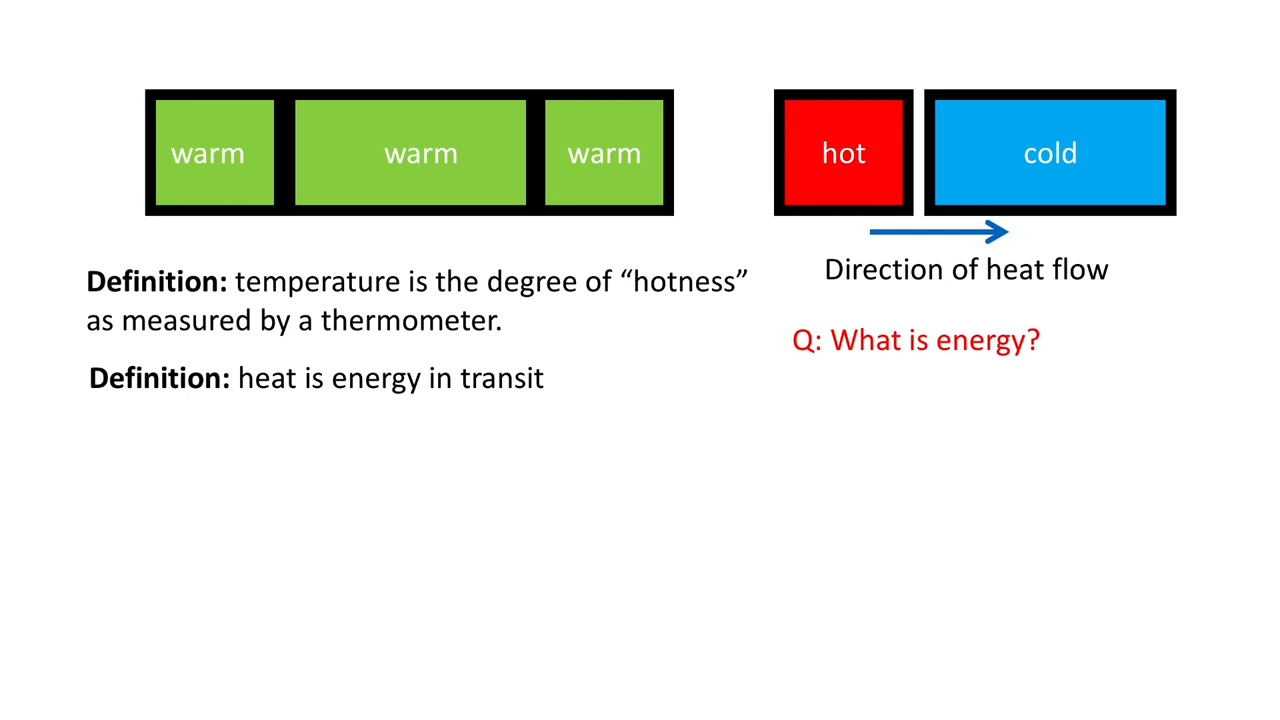 warm
warm
warm
hot
cold
Direction of heat flow
Definition: temperature is the degree of “hotness”
as measured by a thermometer.
Q: What is energy?
Definition: heat is energy in transit